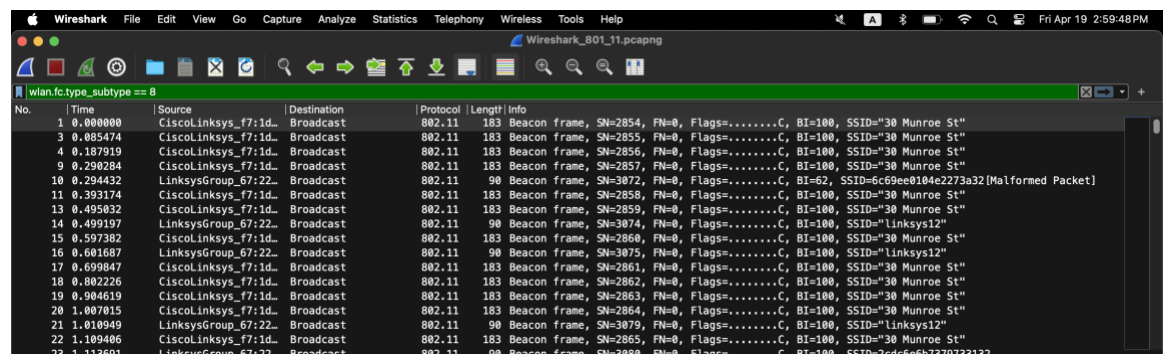 Wireshark File Edit View Go Capture Analyze Statistics Telephony Wireless Tools Help A Fri Apr 19 2:59:48 PM
Wireshark_801_11.pcapng
wlan.fc.type_subtype == 8
No. Time Source Destination Protocol Length Info
1 0.000000 CiscoLinksys_f7:1d… Broadcast 802.11 183 Beacon frame, SN=2854, FN=0, Flags=........C, BI=100, SSID="30 Munroe St"
3 0.085474 CiscoLinksys_f7:1d… Broadcast 802.11 183 Beacon frame, SN=2855, FN=0, Flags=........C, BI=100, SSID="30 Munroe St"
4 0.187919 CiscoLinksys_f7:1d… Broadcast 802.11 183 Beacon frame, SN=2856, FN=0, Flags=........C, BI=100, SSID="30 Munroe St"
9 0.290284 CiscoLinksys_f7:1d… Broadcast 802.11 183 Beacon frame, SN=2857, FN=0, Flags=........C, BI=100, SSID="30 Munroe St"
10 0.294432 LinksysGroup_67:22… Broadcast 802.11 90 Beacon frame, SN=3072, FN=0, Flags=........C, BI=62, SSID=6c69ee0104e2273a32[Malformed Packet]
11 0.393174 CiscoLinksys_f7:1d… Broadcast 802.11 183 Beacon frame, SN=2858, FN=0, Flags=........C, BI=100, SSID="30 Munroe St"
13 0.495032 CiscoLinksys_f7:1d… Broadcast 802.11 183 Beacon frame, SN=2859, FN=0, Flags=........C, BI=100, SSID="30 Munroe St"
14 0.499197 LinksysGroup_67:22… Broadcast 802.11 90 Beacon frame, SN=3074, FN=0, Flags=........C, BI=100, SSID="linksys12"
15 0.597382 CiscoLinksys_f7:1d… Broadcast 802.11 183 Beacon frame, SN=2860, FN=0, Flags=........C, BI=100, SSID="30 Munroe St"
16 0.601687 LinksysGroup_67:22… Broadcast 802.11 90 Beacon frame, SN=3075, FN=0, Flags=........C, BI=100, SSID="linksys12"
17 0.699847 CiscoLinksys_f7:1d… Broadcast 802.11 183 Beacon frame, SN=2861, FN=0, Flags=........C, BI=100, SSID="30 Munroe St"
18 0.802226 CiscoLinksys_f7:1d… Broadcast 802.11 183 Beacon frame, SN=2862, FN=0, Flags=........C, BI=100, SSID="30 Munroe St"
19 0.904619 CiscoLinksys_f7:1d… Broadcast 802.11 183 Beacon frame, SN=2863, FN=0, Flags=........C, BI=100, SSID="30 Munroe St"
20 1.007015 CiscoLinksys_f7:1d… Broadcast 802.11 183 Beacon frame, SN=2864, FN=0, Flags=........C, BI=100, SSID="30 Munroe St"
21 1.010949 LinksysGroup_67:22… Broadcast 802.11 90 Beacon frame, SN=3079, FN=0, Flags=........C, BI=100, SSID="linksys12"
22 1.109406 CiscoLinksys_f7:1d… Broadcast 802.11 183 Beacon frame, SN=2865, FN=0, Flags=........C, BI=100, SSID="30 Munroe St"
23 1.113691 LinksysGroup_67:22… Broadcast 802.11 90 Beacon frame, SN=3080, FN=0,